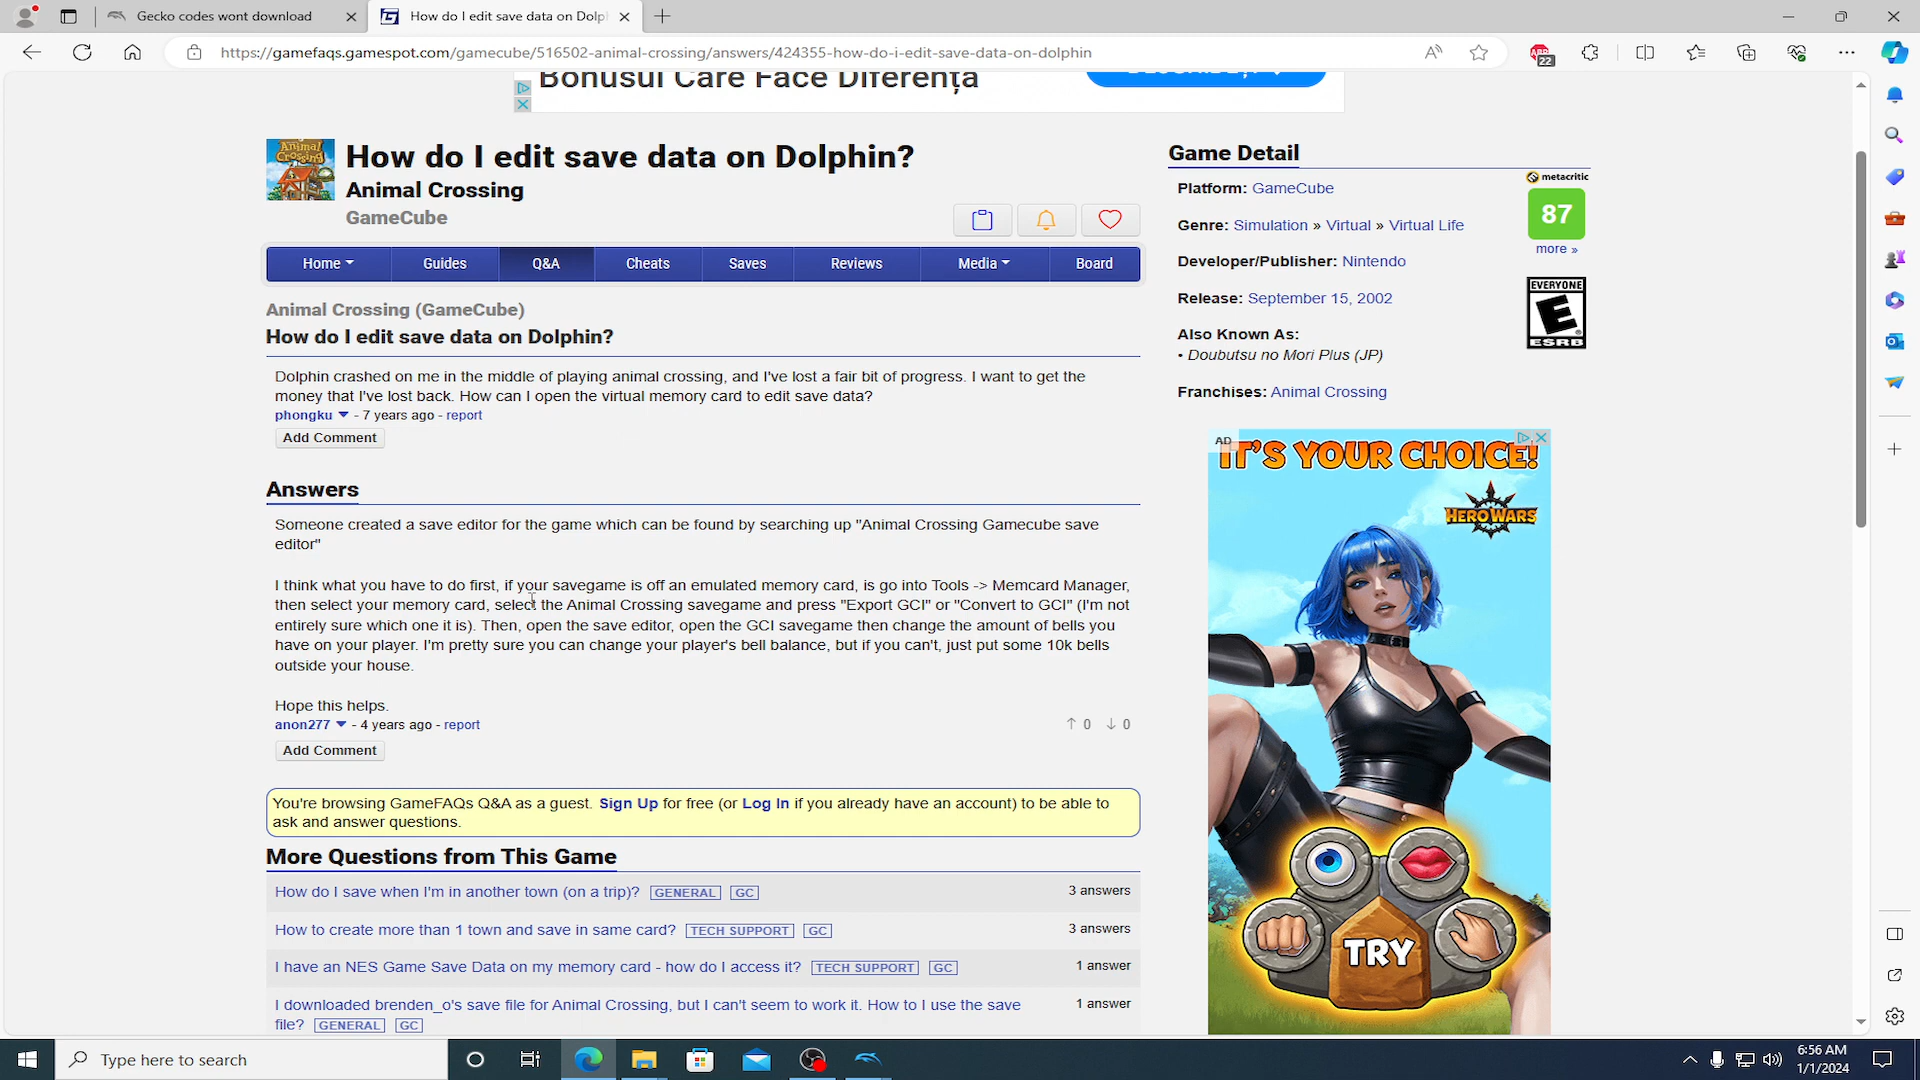 Gecko codes wont download
How do I edit save data on Dolp
https://gamefaqs.gamespot.com/gamecube/516502-animal-crossing/answers/424355-how-do-i-edit-save-data-on-dolphin
22
Bonusul Care Face Diferența
How do I edit save data on Dolphin?
Animal Crossing
GameCube
Home
Guides
Q&A
Cheats
Saves
Reviews
Media
Board
Animal Crossing (GameCube)
How do I edit save data on Dolphin?
Dolphin crashed on me in the middle of playing animal crossing, and I've lost a fair bit of progress. I want to get the
money that I've lost back. How can I open the virtual memory card to edit save data?
phongku - 7 years ago - report
Add Comment
Answers
Someone created a save editor for the game which can be found by searching up "Animal Crossing Gamecube save
editor"
I think what you have to do first, if your savegame is off an emulated memory card, is go into Tools -> Memcard Manager,
then select your memory card, select the Animal Crossing savegame and press "Export GCI" or "Convert to GCI" (I'm not
entirely sure which one it is). Then, open the save editor, open the GCI savegame then change the amount of bells you
have on your player. I'm pretty sure you can change your player's bell balance, but if you can't, just put some 10k bells
outside your house.
Hope this helps.
anon277 - 4 years ago - report
↑ 0 ↓ 0
Add Comment
You're browsing GameFAQs Q&A as a guest. Sign Up for free (or Log In if you already have an account) to be able to
ask and answer questions.
More Questions from This Game
How do I save when I'm in another town (on a trip)? GENERAL GC 3 answers
How to create more than 1 town and save in same card? TECH SUPPORT GC 3 answers
I have an NES Game Save Data on my memory card - how do I access it? TECH SUPPORT GC 1 answer
I downloaded brenden_o's save file for Animal Crossing, but I can't seem to work it. How to I use the save 1 answer
file? GENERAL GC
Game Detail
Platform: GameCube
Genre: Simulation » Virtual » Virtual Life
Developer/Publisher: Nintendo
Release: September 15, 2002
Also Known As:
• Doubutsu no Mori Plus (JP)
Franchises: Animal Crossing
metacritic
87
more »
EVERYONE
E
ESRB
AD
IT'S YOUR CHOICE!
HERO WARS
TRY
Type here to search
6:56 AM
1/1/2024